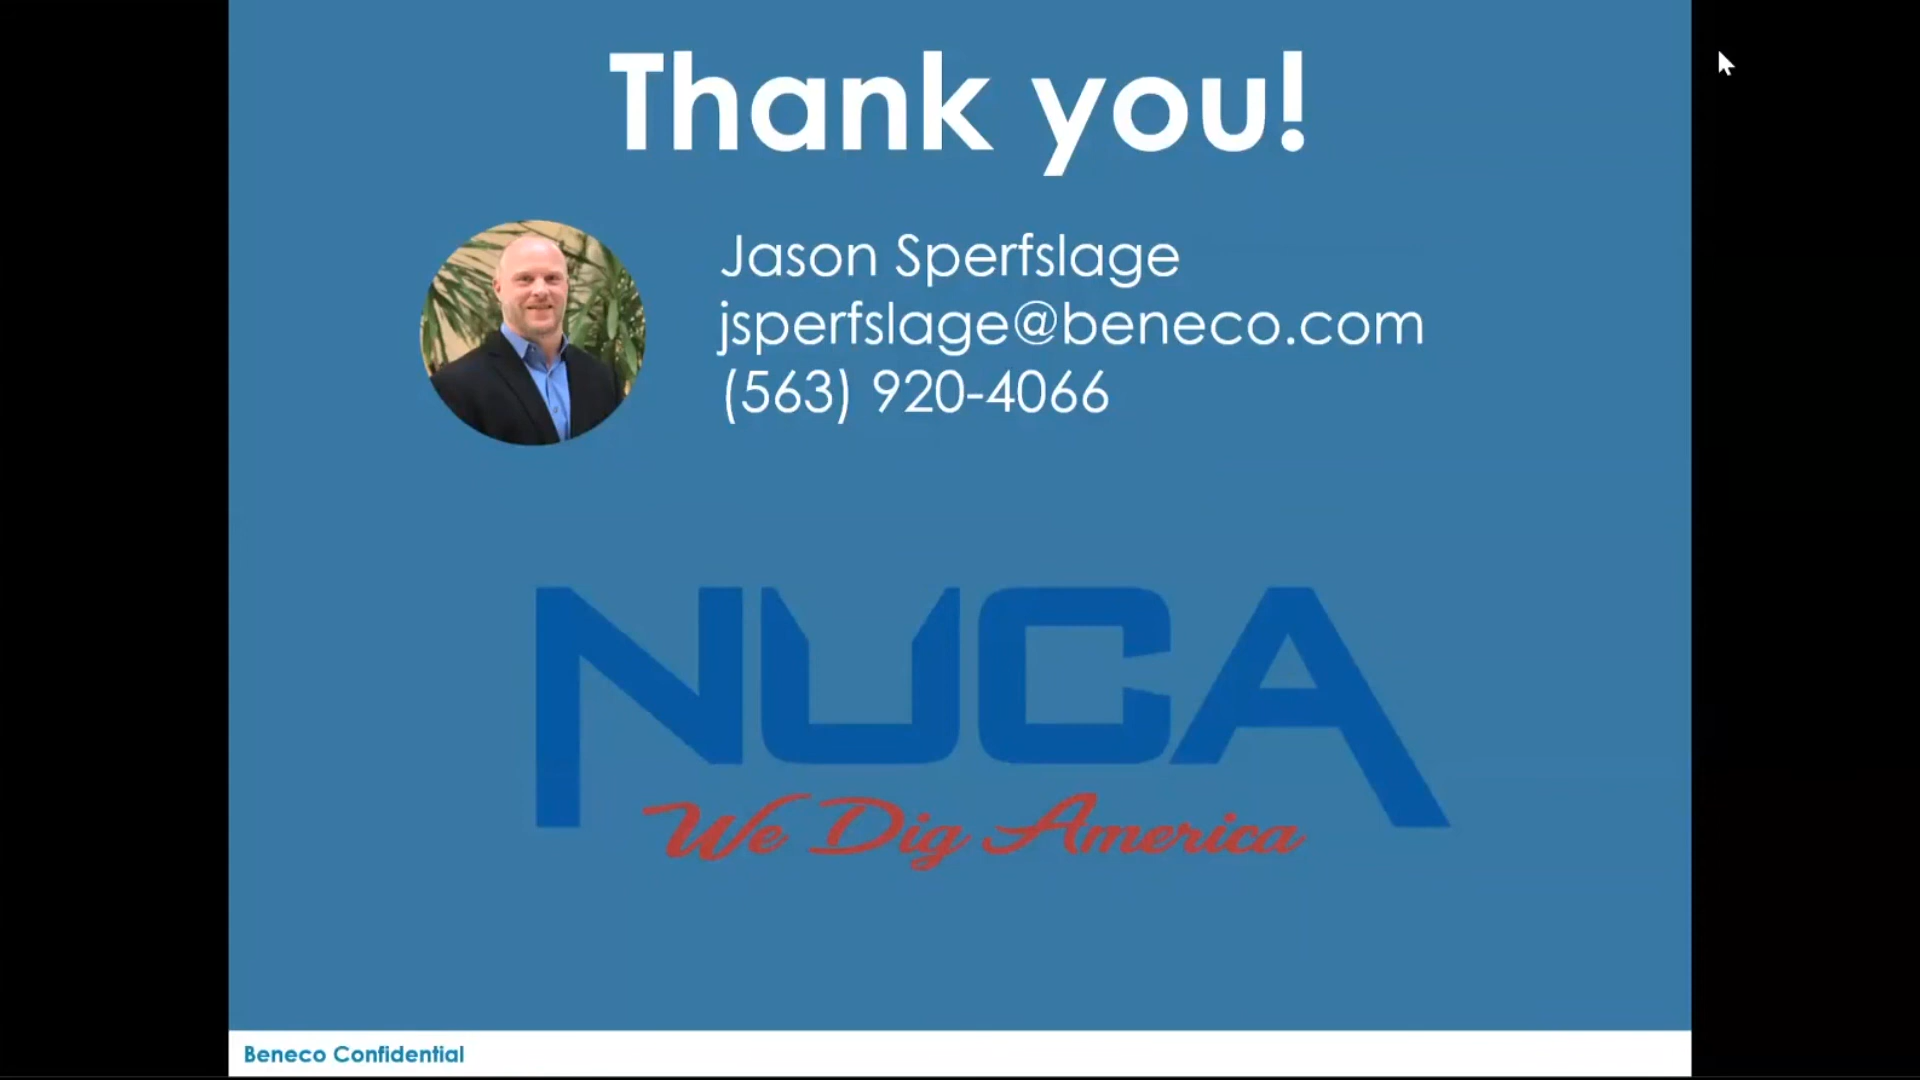 Thank you!
Jason Sperfslage
jsperfslage@beneco.com
(563) 920-4066
NUCA
We Dig America
Beneco Confidential